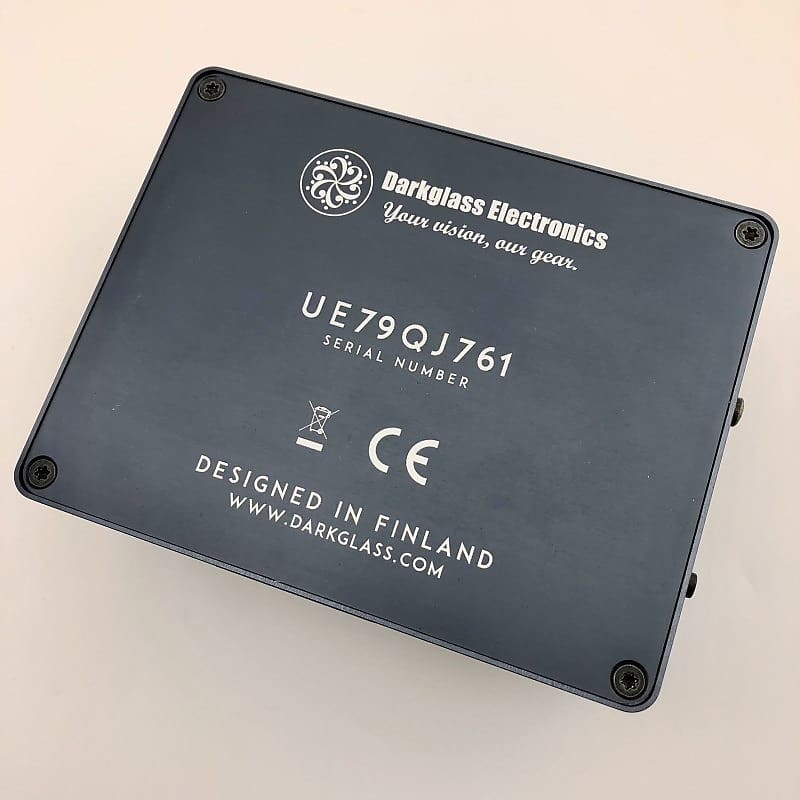 Darkglass Electronics
Your vision, our gear.
UE79QJ761
SERIAL NUMBER
CE
DESIGNED IN FINLAND
WWW.DARKGLASS.COM